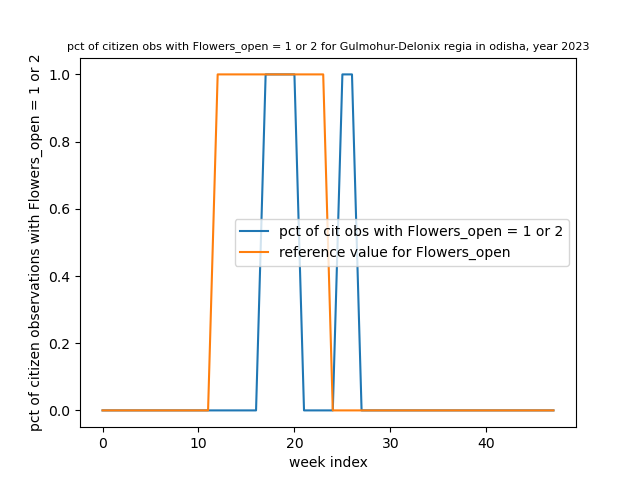 pct of citizen obs with Flowers_open = 1 or 2 for Gulmohur-Delonix regia in odisha, year 2023
pct of citizen observations with Flowers_open = 1 or 2
1.0
0.8
0.6
0.4
0.2
0.0
pct of cit obs with Flowers_open = 1 or 2
reference value for Flowers_open
0 10 20 30 40
week index